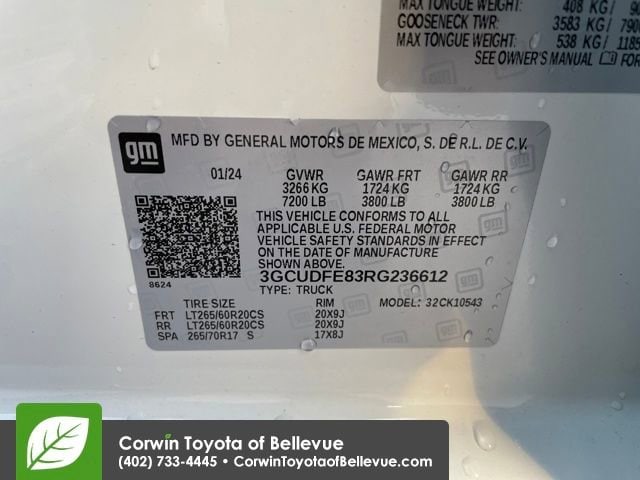 MAX TONGUE WEIGHT: 408 KG/
GOOSENECK TWR: 3583 KG/
MAX TONGUE WEIGHT: 538 KG/
SEE OWNER'S MANUAL FOR
gm
MFD BY GENERAL MOTORS DE MEXICO, S. DE R.L. DE C.V.
01/24 GVWR GAWR FRT GAWR RR
3266 KG 1724 KG 1724 KG
7200 LB 3800 LB 3800 LB
THIS VEHICLE CONFORMS TO ALL
APPLICABLE U.S. FEDERAL MOTOR
VEHICLE SAFETY STANDARDS IN EFFECT
ON THE DATE OF MANUFACTURE
SHOWN ABOVE.
8624
3GCUDFE83RG236612
TYPE: TRUCK MODEL: 32CK10543
TIRE SIZE RIM
FRT LT265/60R20CS 20X9J
RR LT265/60R20CS 20X9J
SPA 265/70R17 S 17X8J
Corwin Toyota of Bellevue
(402) 733-4445 • CorwinToyotaofBellevue.com